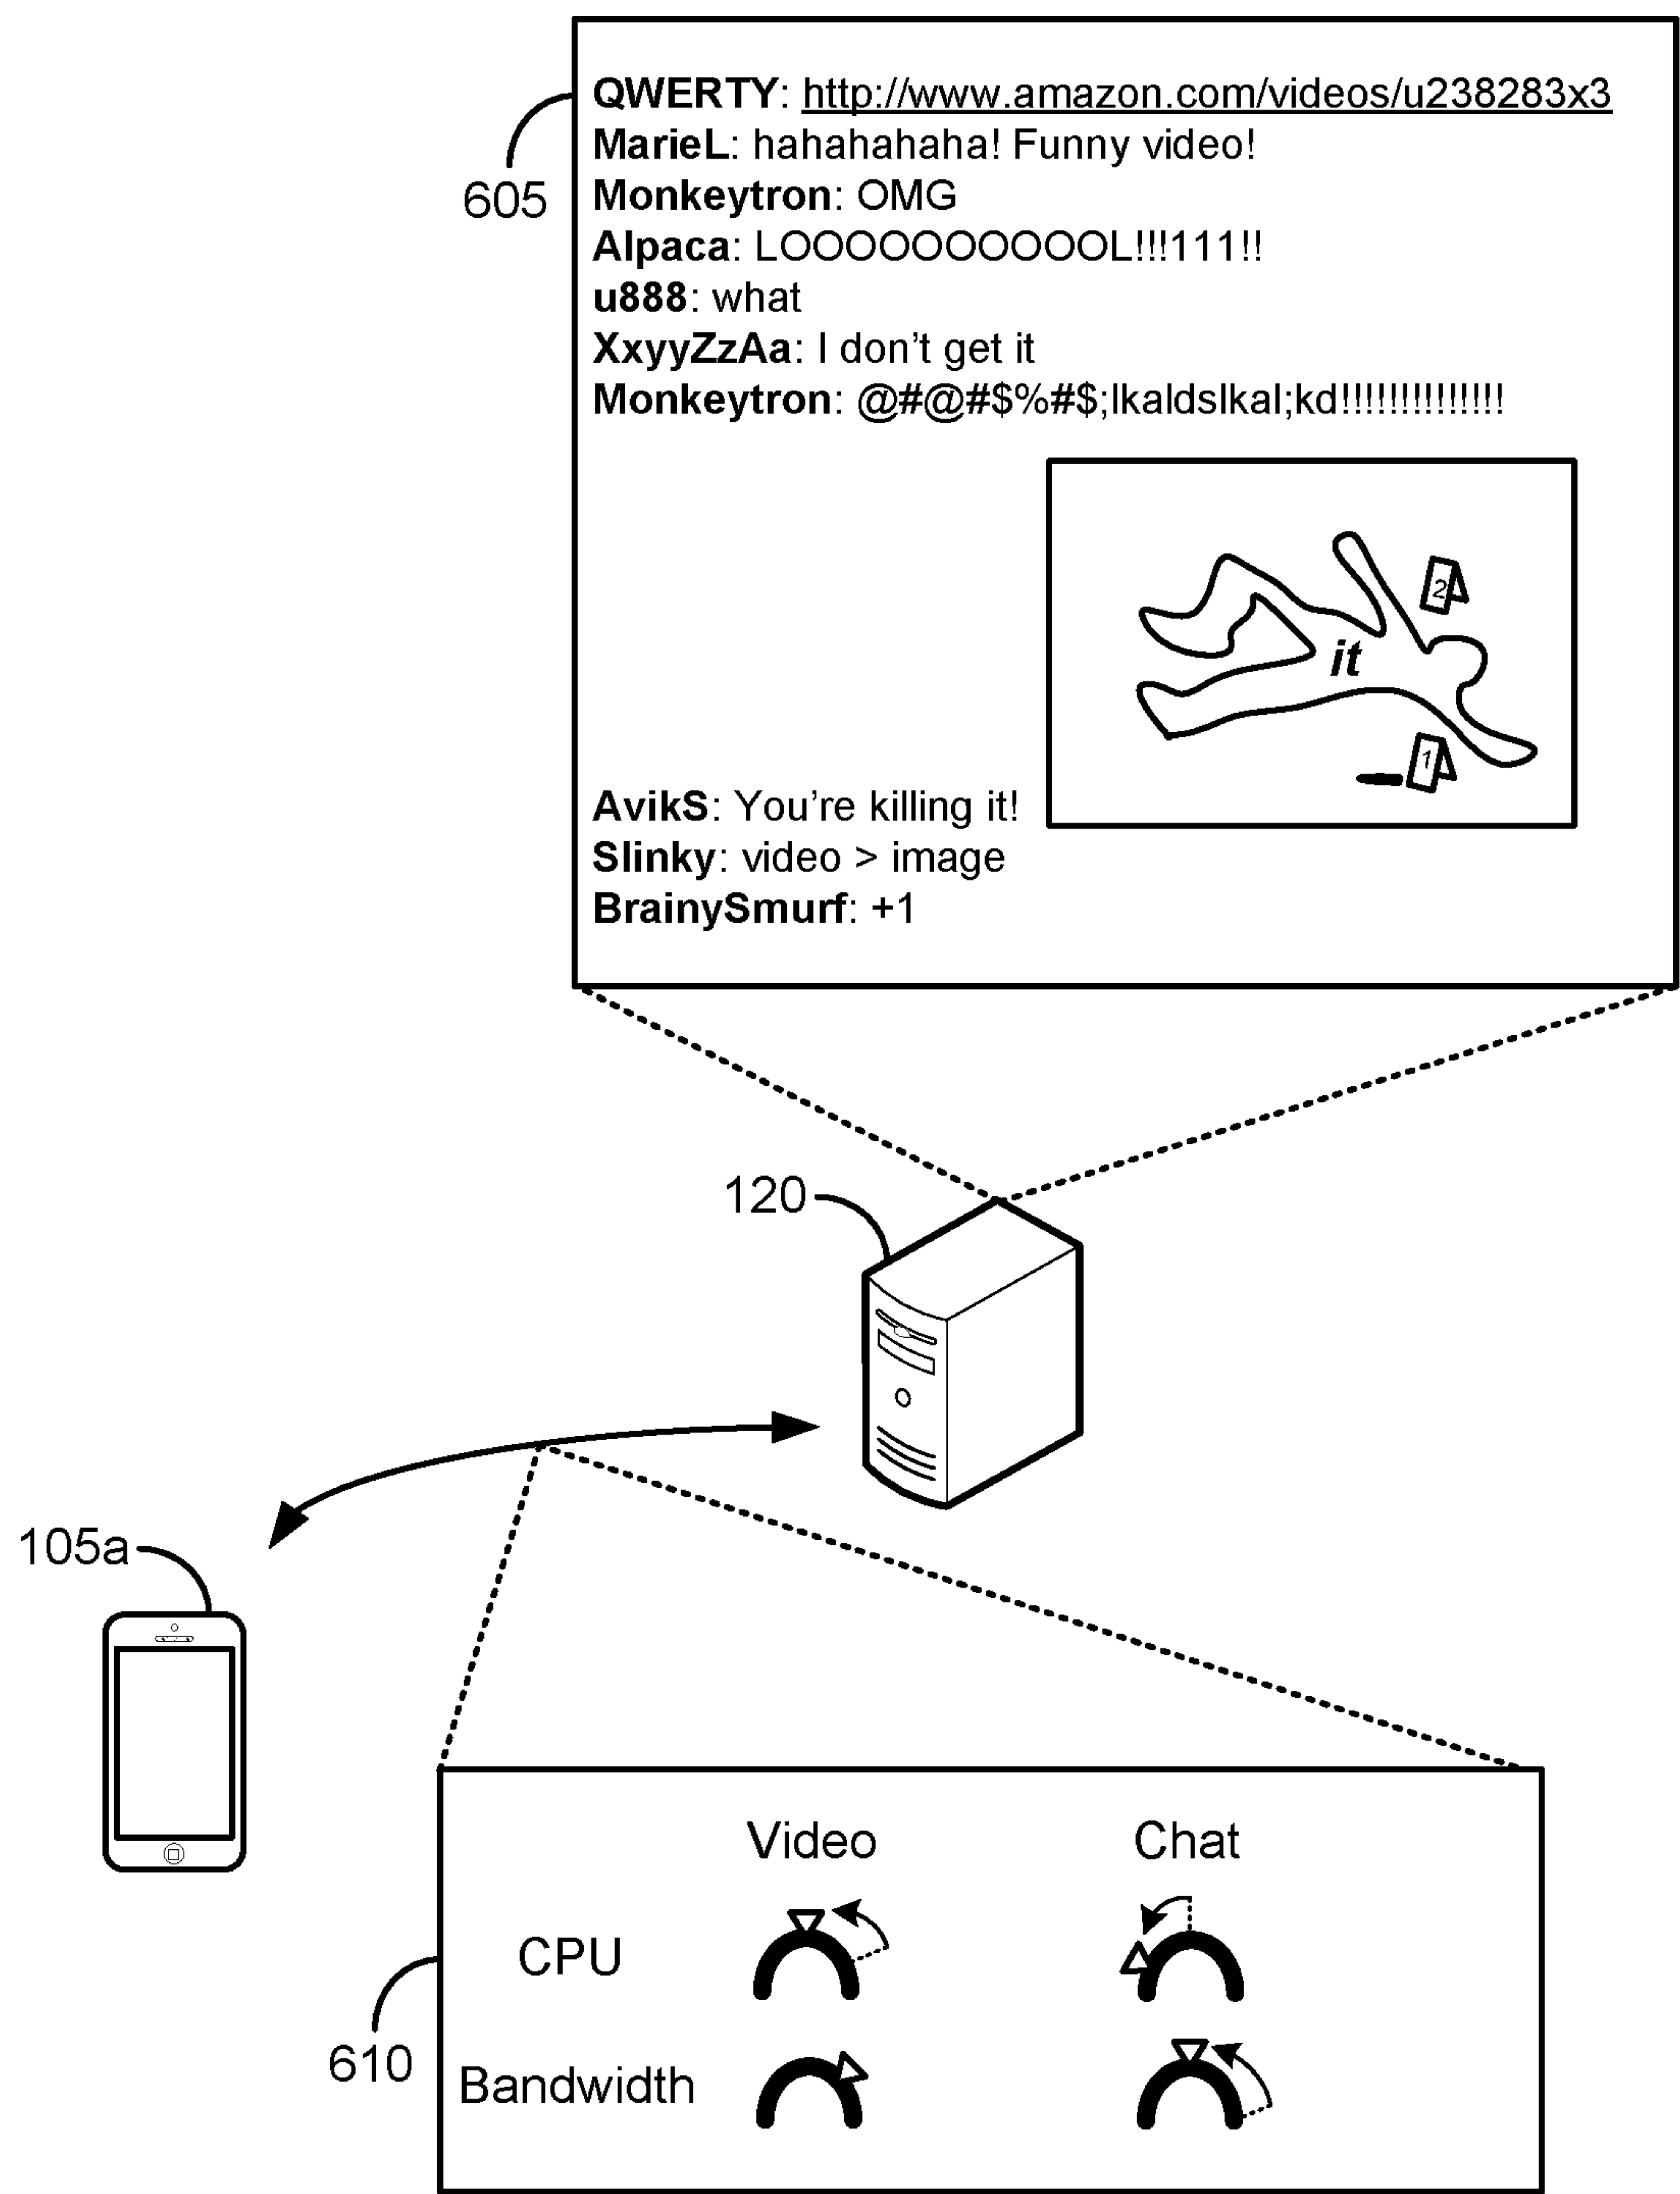 QWERTY: http://www.amazon.com/videos/u238283x3
MarieL: hahahahaha! Funny video!
605
Monkeytron: OMG
Alpaca: LOOOOOOOOOOOL!!!111!!
u888: what
XxyyZzAa: I don't get it
Monkeytron: @#@#$%#$;lkaldslkal;kd!!!!!!!!!!!!!!
2
it
1
AvikS: You're killing it!
Slinky: video > image
BrainySmurf: +1
120
105a
Video Chat
CPU
610
Bandwidth